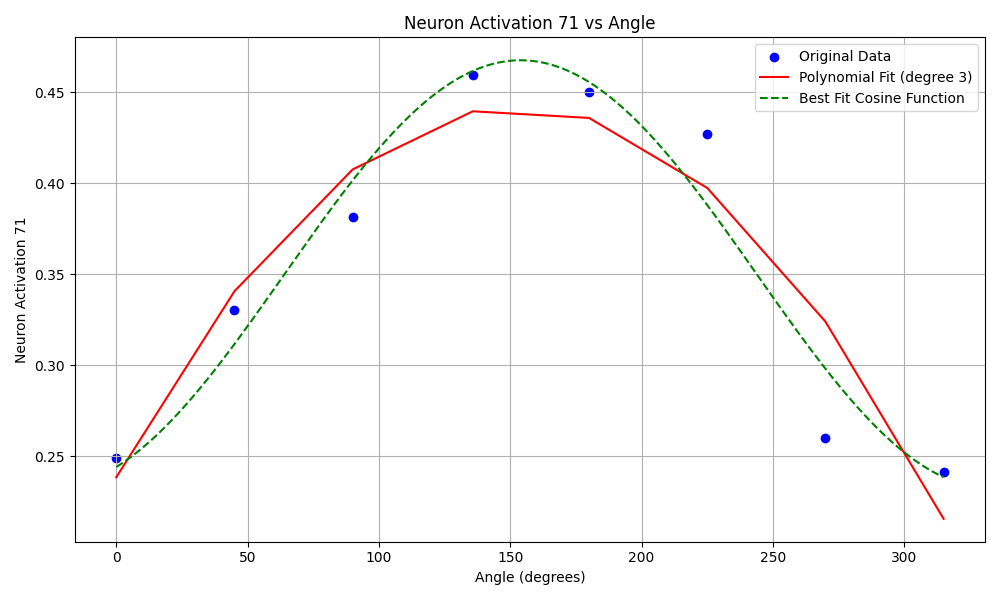 Neuron Activation 71 vs Angle
Original Data
Polynomial Fit (degree 3)
Best Fit Cosine Function
Neuron Activation 71
0.45
0.40
0.35
0.30
0.25
0 50 100 150 200 250 300
Angle (degrees)